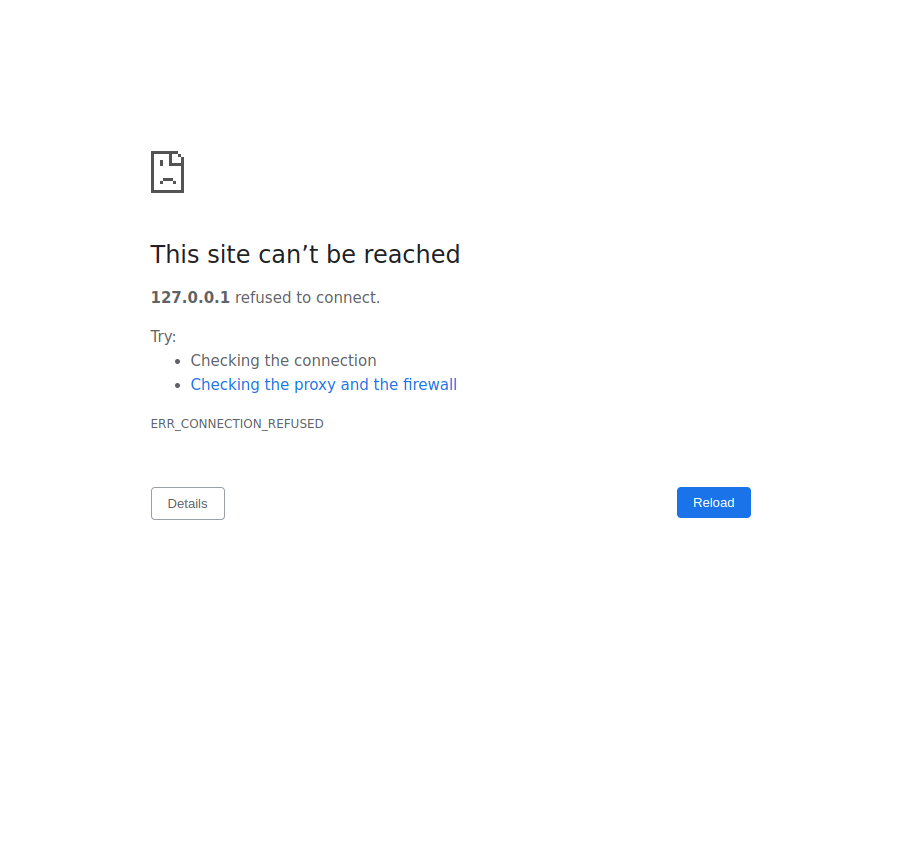 This site can’t be reached
127.0.0.1 refused to connect.
Try:
Checking the connection
Checking the proxy and the firewall
ERR_CONNECTION_REFUSED
Details
Reload